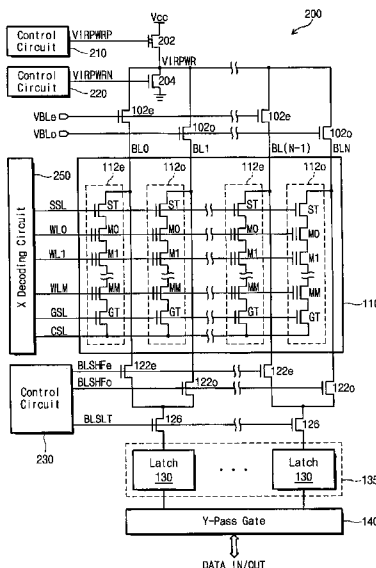 200
Vcc
Control Circuit
210
VIRPWRP
202
VIRPWR
Control Circuit
220
VIRPWRN
204
VBLe
102e
102e
VBLo
102o
102o
BL0
BL1
BL(N-1)
BLN
250
112e
112o
112e
112o
X Decoding Circuit
SSL
ST
ST
ST
ST
WL0
M0
M0
M0
M0
WL1
M1
M1
M1
M1
WLM
MM
MM
MM
MM
GSL
GT
GT
GT
GT
CSL
110
BLSHFe
122e
122e
BLSHFo
122o
122o
Control Circuit
230
BLSLT
126
126
Latch
130
. . .
Latch
130
135
Y-Pass Gate
140
DATA IN/OUT